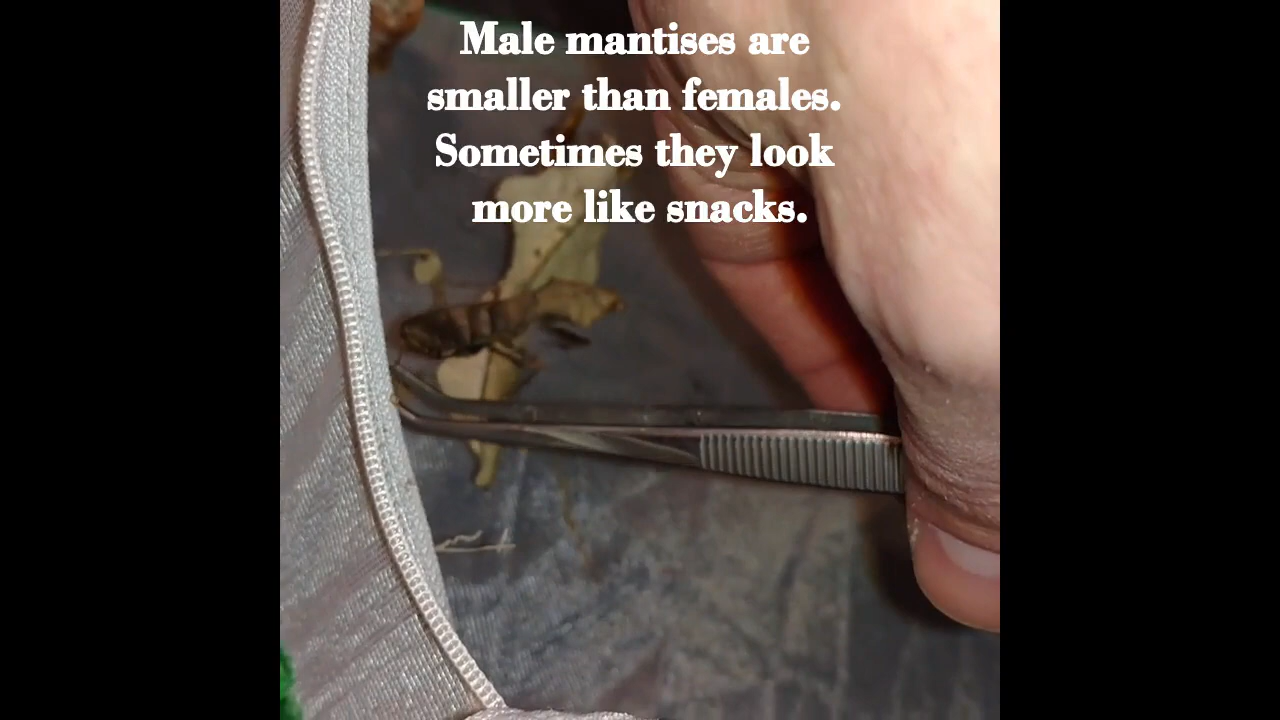 Male mantises are
smaller than females.
Sometimes they look
more like snacks.